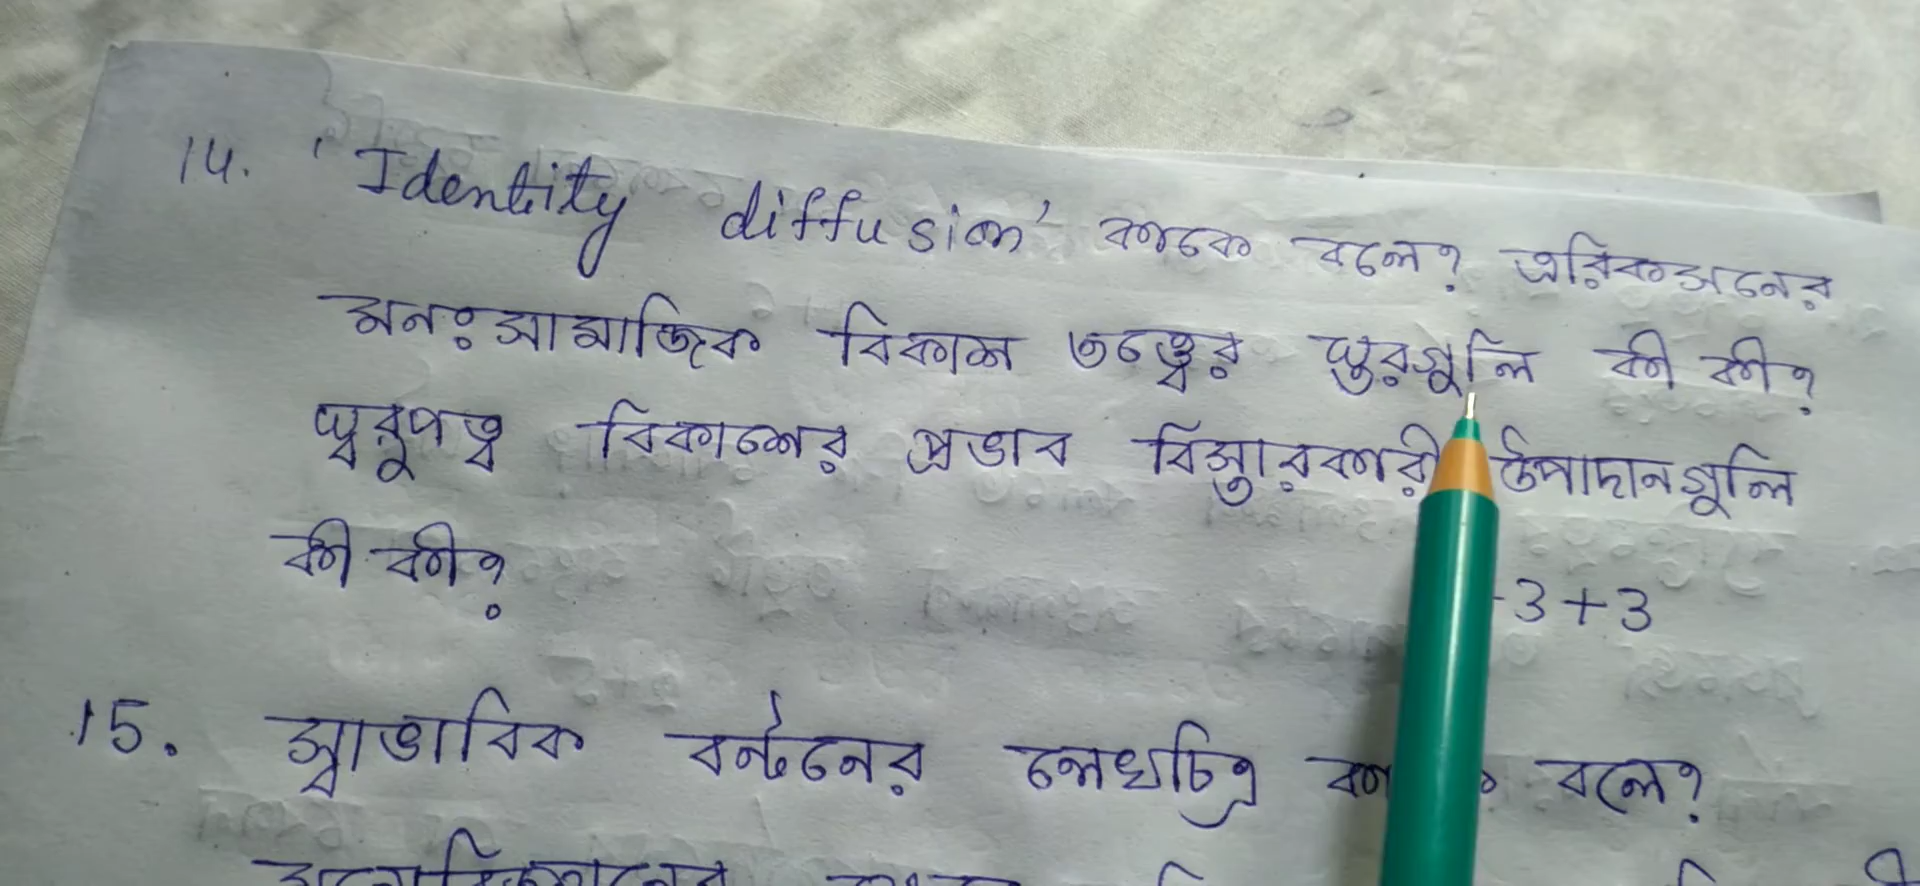 14. 'Identity diffusion' কাকে বলে? এরিকসনের
মনঃসামাজিক বিকাশ তত্ত্বের স্তরগুলি কী কী?
স্বরুপত্ব বিকাশের প্রভাব বিস্তারকারী উপাদানগুলি
কী কী?
3+3
15. স্বাভাবিক বন্টনের লেখচিত্র বলে?